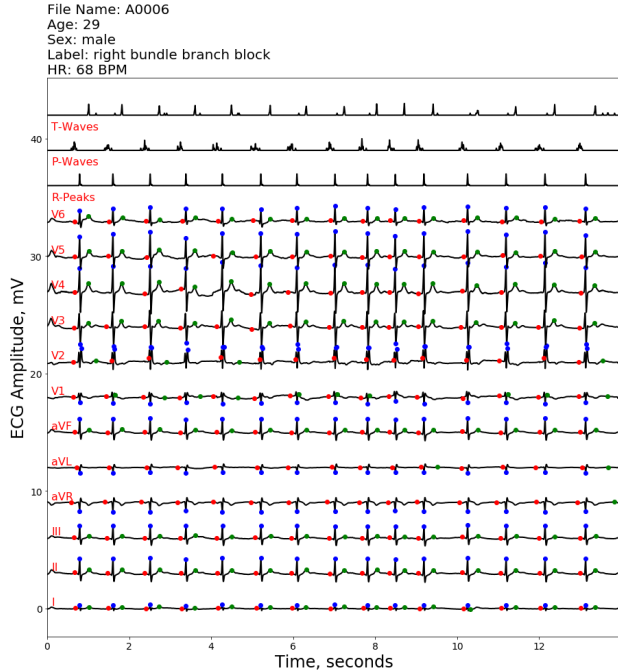 File Name: A0006
Age: 29
Sex: male
Label: right bundle branch block
HR: 68 BPM
T-Waves
P-Waves
R-Peaks
V6
V5
V4
V3
V2
V1
aVF
aVL
aVR
III
II
I
40
30
20
10
0
ECG Amplitude, mV
0 2 4 6 8 10 12
Time, seconds